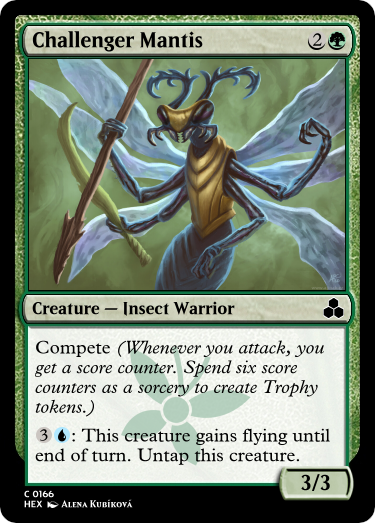 Challenger Mantis 2
Creature — Insect Warrior
Compete (Whenever you attack, you
get a score counter. Spend six score
counters as a sorcery to create Trophy
tokens.)
3 : This creature gains flying until
end of turn. Untap this creature.
3/3
C 0166
HEX Alena Kubíková